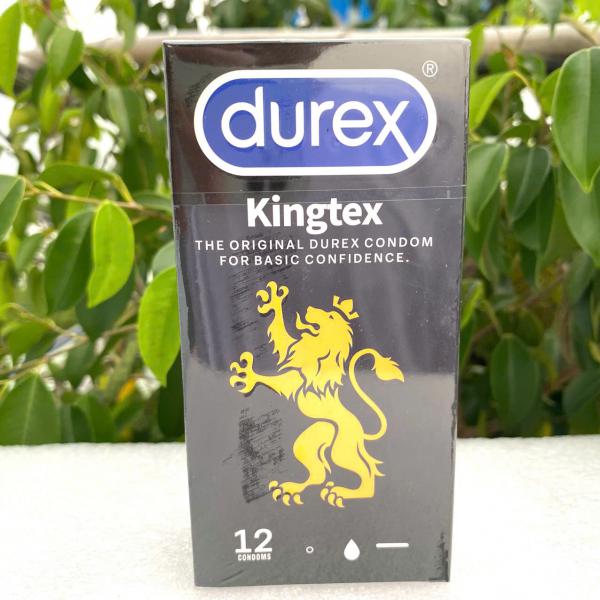 durex®
Kingtex
THE ORIGINAL DUREX CONDOM
FOR BASIC CONFIDENCE.
12
CONDOMS